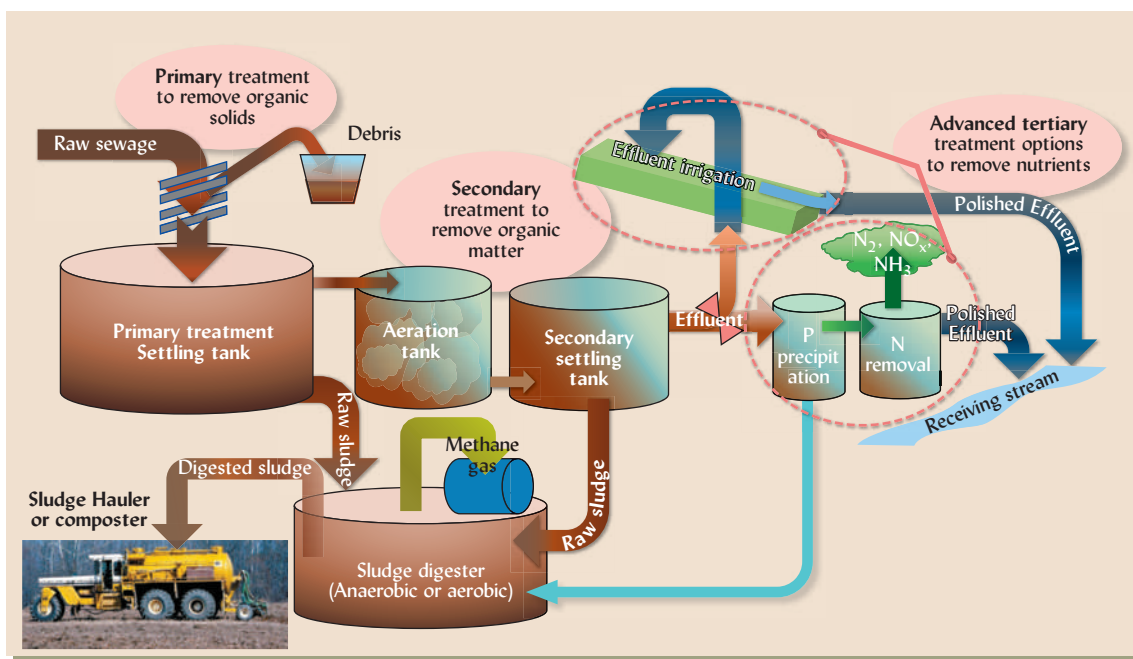 Primary treatment
to remove organic
solids
Raw sewage
Debris
Secondary
treatment to
remove organic
matter
Effluent irrigation
Advanced tertiary
treatment options
to remove nutrients
Polished Effluent
N2, NOx,
NH3
Primary treatment
Settling tank
Aeration
tank
Secondary
settling
tank
Effluent
P
precipit
ation
N
removal
Polished
Effluent
Receiving stream
Raw sludge
Methane
gas
Raw sludge
Digested sludge
Sludge Hauler
or composter
Sludge digester
(Anaerobic or aerobic)